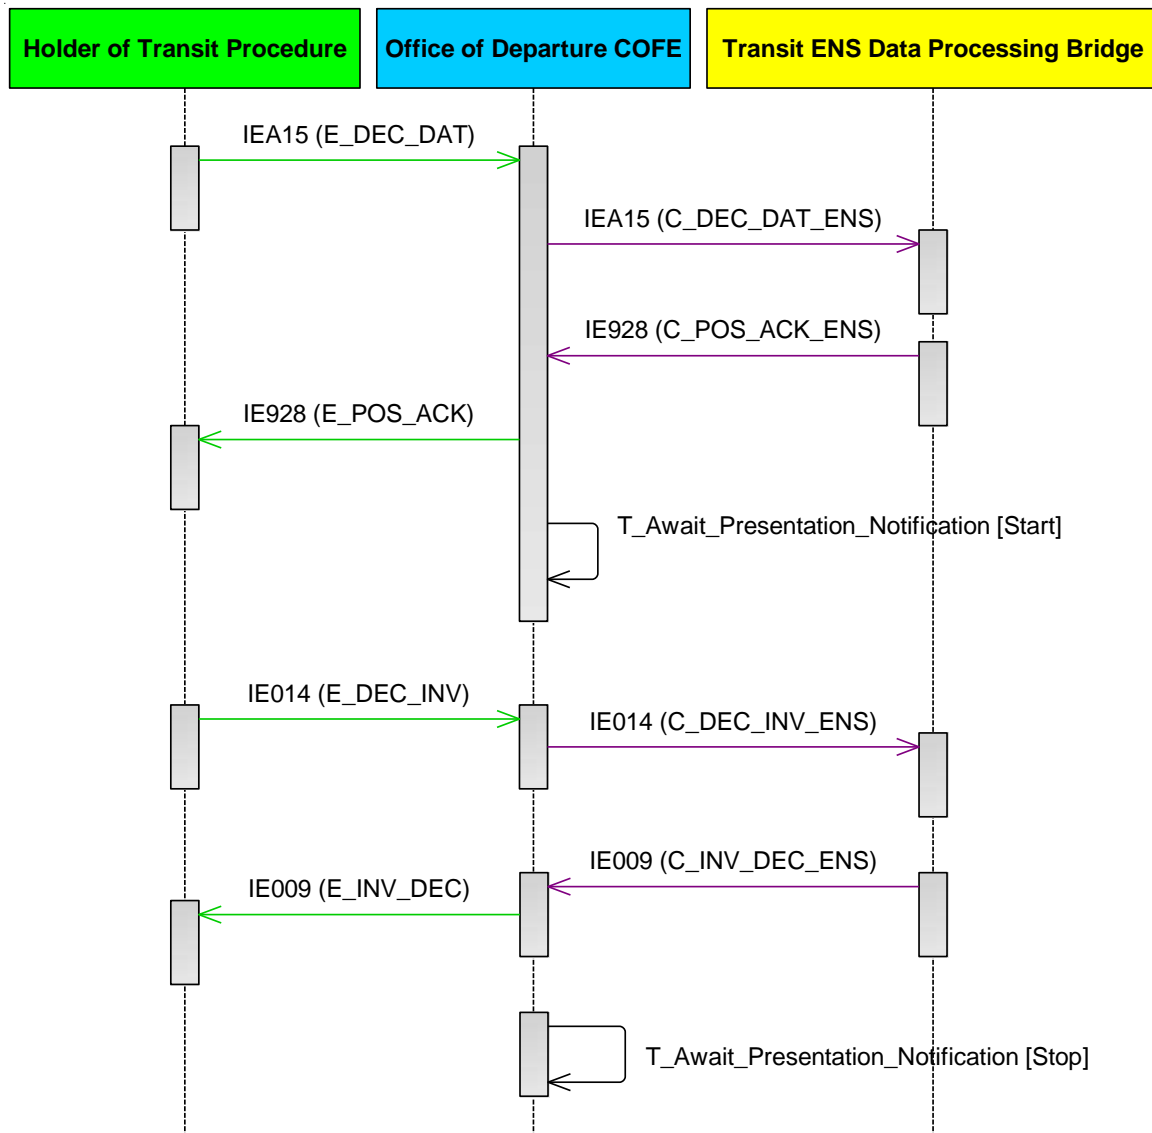 Holder of Transit Procedure
Office of Departure COFE
Transit ENS Data Processing Bridge
IEA15 (E_DEC_DAT)
IEA15 (C_DEC_DAT_ENS)
IE928 (C_POS_ACK_ENS)
IE928 (E_POS_ACK)
T_Await_Presentation_Notification [Start]
IE014 (E_DEC_INV)
IE014 (C_DEC_INV_ENS)
IE009 (C_INV_DEC_ENS)
IE009 (E_INV_DEC)
T_Await_Presentation_Notification [Stop]